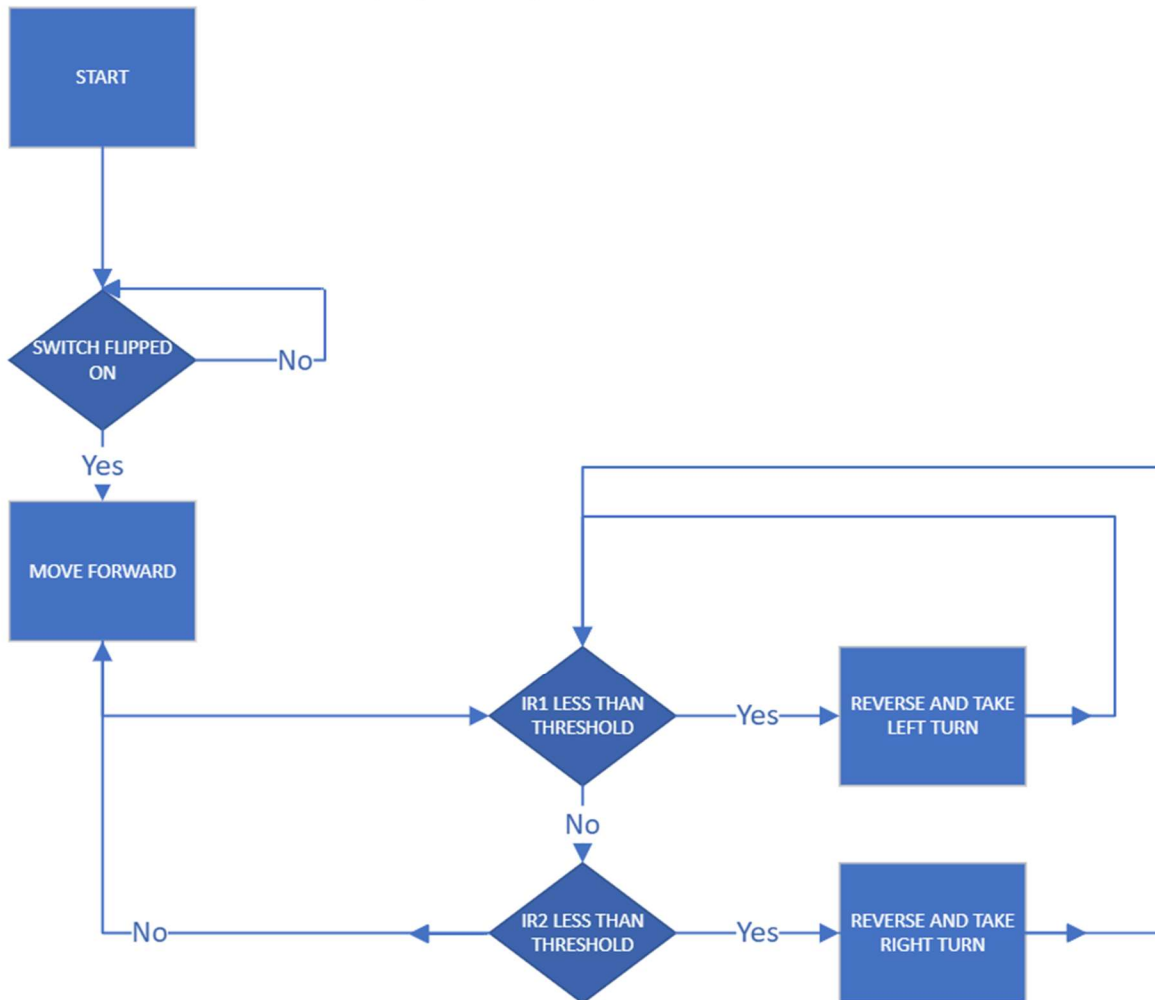 START
SWITCH FLIPPED
ON
No
Yes
MOVE FORWARD
IR1 LESS THAN
THRESHOLD
Yes
REVERSE AND TAKE
LEFT TURN
No
No
IR2 LESS THAN
THRESHOLD
Yes
REVERSE AND TAKE
RIGHT TURN